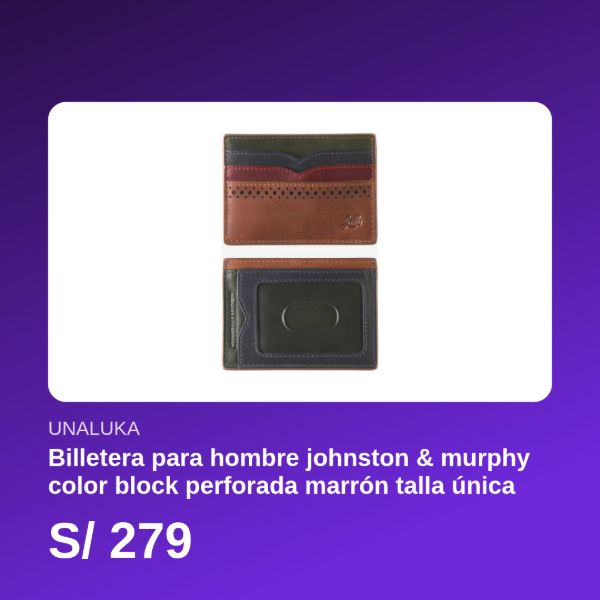 UNALUKA
Billetera para hombre johnston & murphy
color block perforada marrón talla única
S/ 279